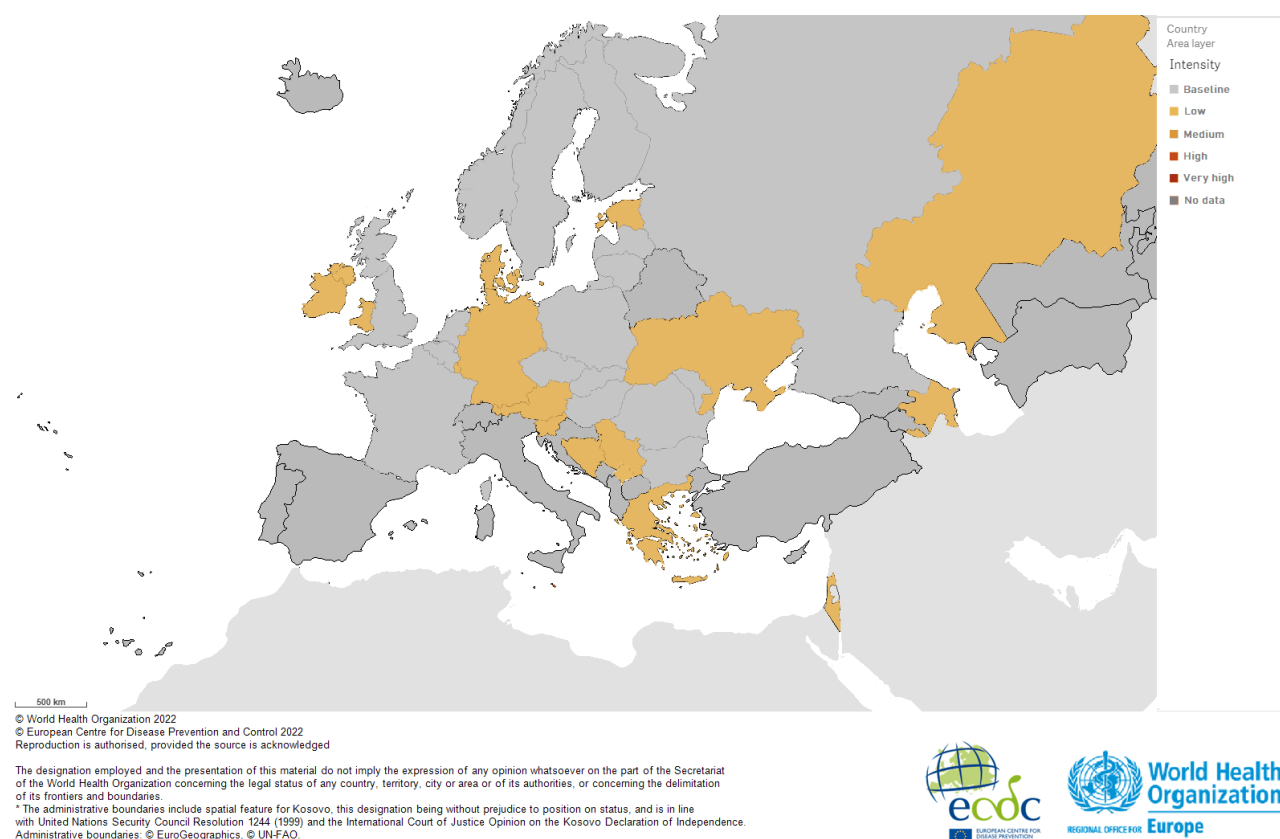 Country
Area layer
Intensity
Baseline
Low
Medium
High
Very high
No data
500 km
© World Health Organization 2022
© European Centre for Disease Prevention and Control 2022
Reproduction is authorised, provided the source is acknowledged
The designation employed and the presentation of this material do not imply the expression of any opinion whatsoever on the part of the Secretariat
of the World Health Organization concerning the legal status of any country, territory, city or area or of its authorities, or concerning the delimitation
of its frontiers and boundaries.
* The administrative boundaries include spatial feature for Kosovo, this designation being without prejudice to position on status, and is in line
with United Nations Security Council Resolution 1244 (1999) and the International Court of Justice Opinion on the Kosovo Declaration of Independence.
Administrative boundaries: © EuroGeographics, © UN-FAO.
ecdc
EUROPEAN CENTRE FOR
DISEASE PREVENTION
World Health
Organization
REGIONAL OFFICE FOR Europe